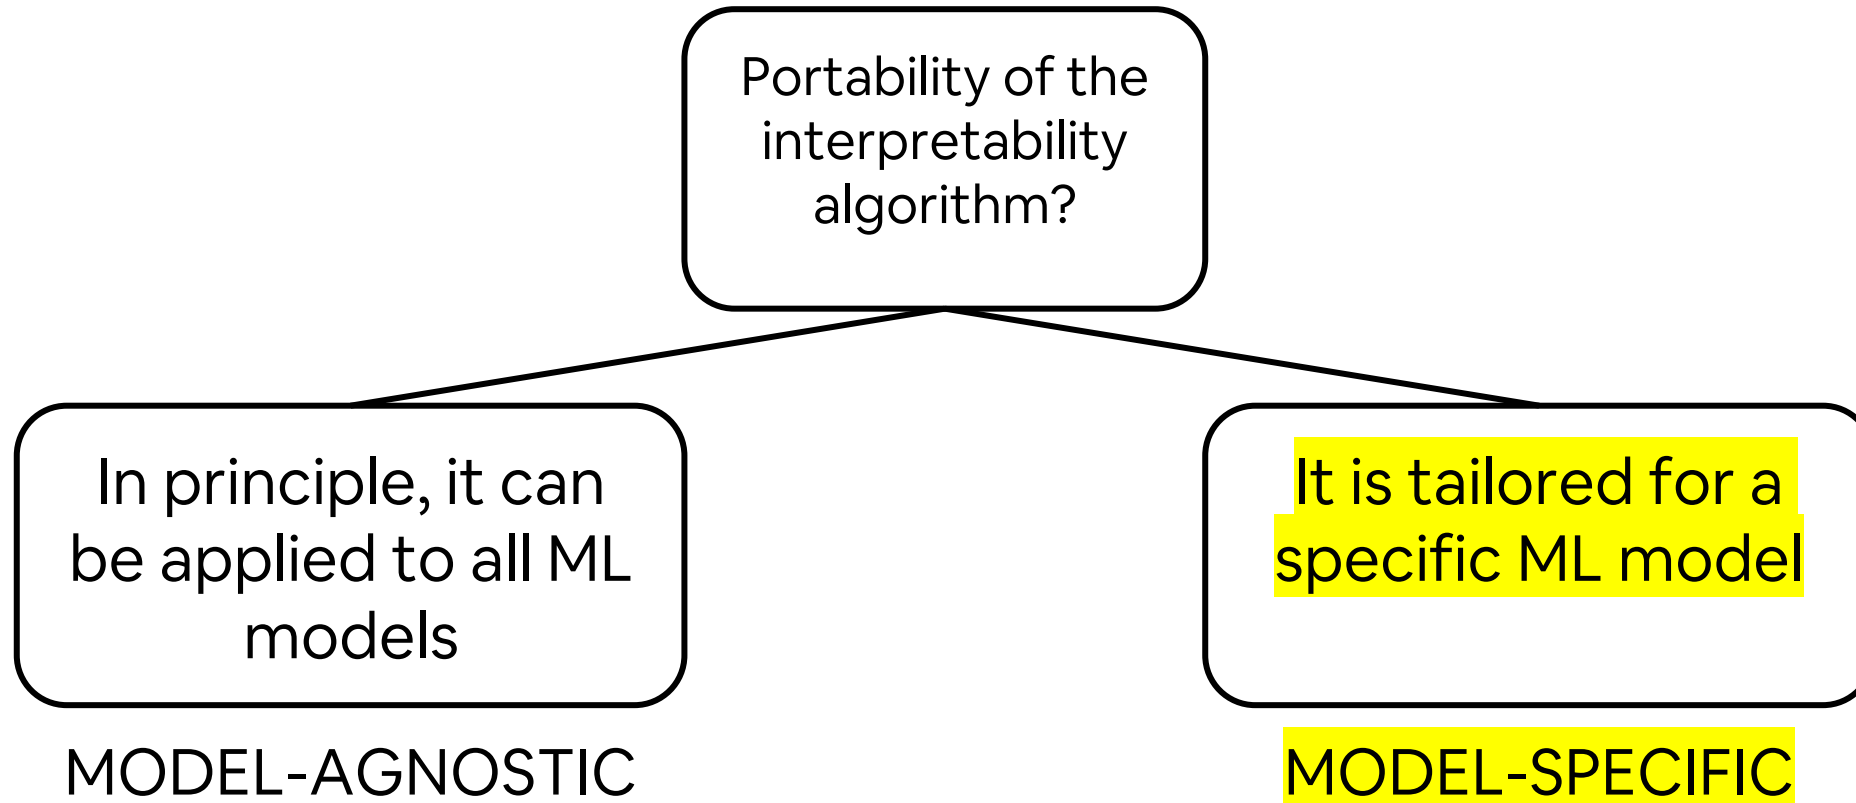 Portability of the
interpretability
algorithm?
In principle, it can
be applied to all ML
models
MODEL-AGNOSTIC
It is tailored for a
specific ML model
MODEL-SPECIFIC